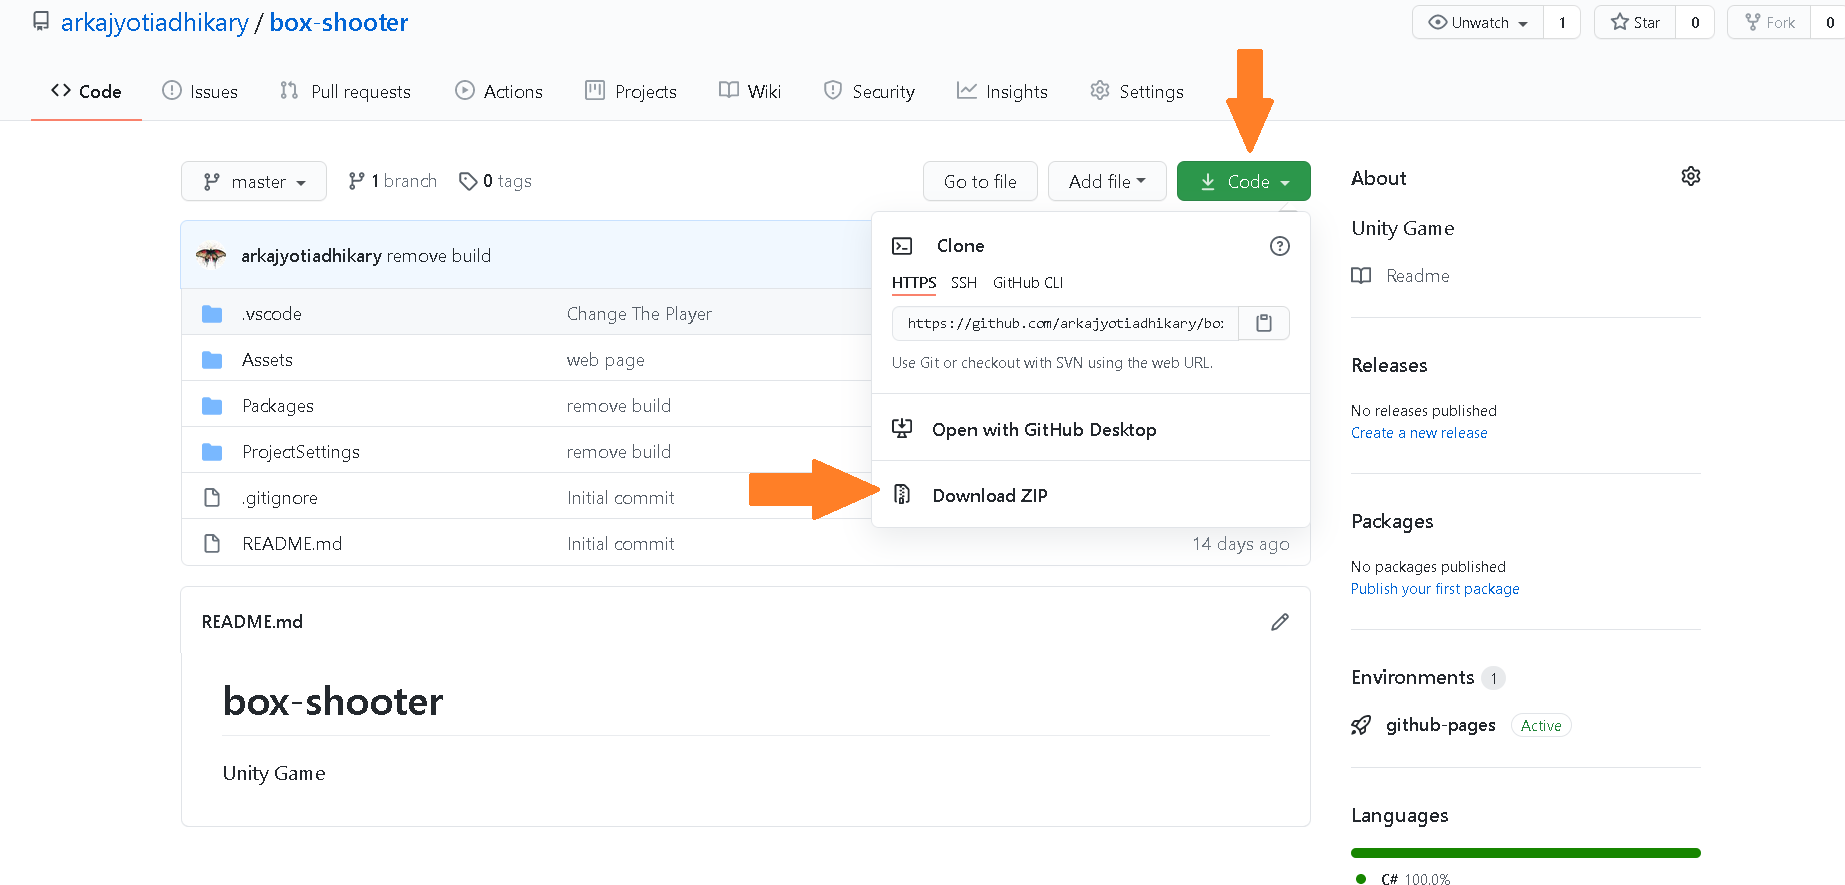 arkajyotiadhikary / box-shooter
Unwatch 1 Star 0 Fork 0
Code Issues Pull requests Actions Projects Wiki Security Insights Settings
master 1 branch 0 tags Go to file Add file Code
arkajyotiadhikary remove build
.vscode Change The Player
Assets web page
Packages remove build
ProjectSettings remove build
.gitignore Initial commit
README.md Initial commit 14 days ago
Clone
HTTPS SSH GitHub CLI
https://github.com/arkajyotiadhikary/bo
Use Git or checkout with SVN using the web URL.
Open with GitHub Desktop
Download ZIP
README.md
box-shooter
Unity Game
About
Unity Game
Readme
Releases
No releases published
Create a new release
Packages
No packages published
Publish your first package
Environments 1
github-pages Active
Languages
C# 100.0%